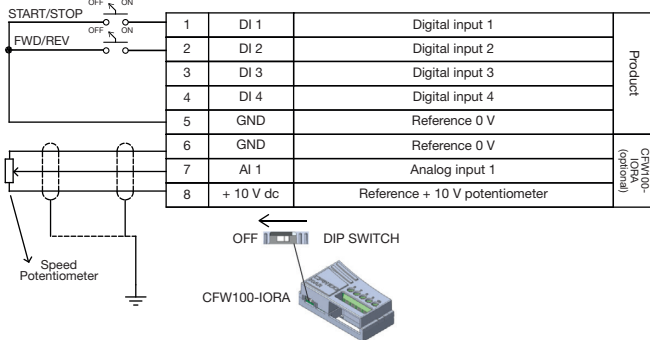 OFF ON
START/STOP
OFF ON
FWD/REV
1 DI 1 Digital input 1
2 DI 2 Digital input 2
3 DI 3 Digital input 3
4 DI 4 Digital input 4
5 GND Reference 0 V
Product
6 GND Reference 0 V
7 AI 1 Analog input 1
8 + 10 V dc Reference + 10 V potentiometer
CFW100-
IORA
(optional)
OFF DIP SWITCH
Speed
Potentiometer
CFW100-IORA